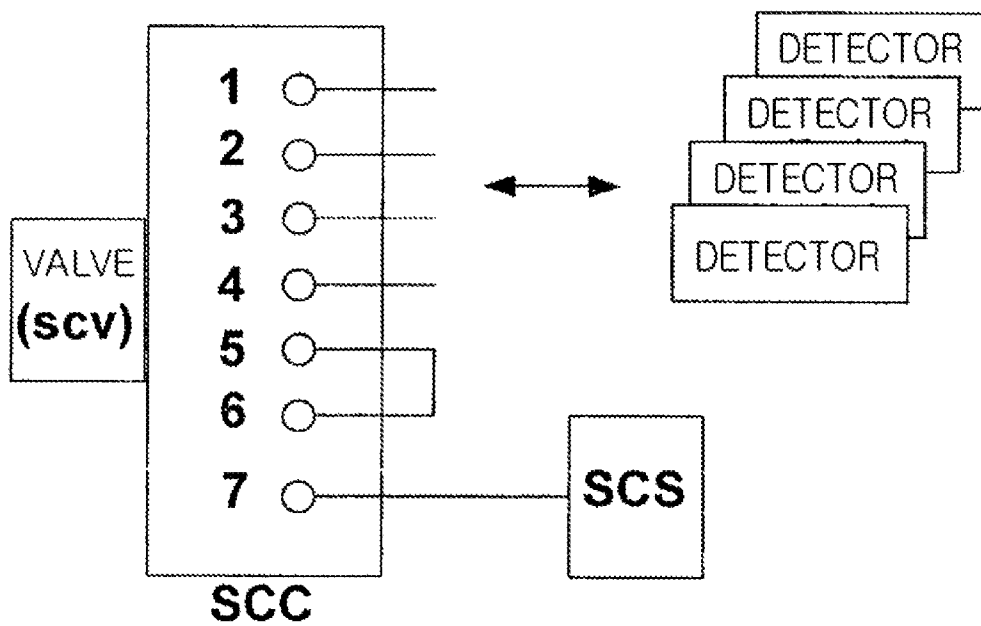 1
2
3
4
5
6
7
VALVE
(scv)
SCC
DETECTOR
DETECTOR
DETECTOR
DETECTOR
SCS